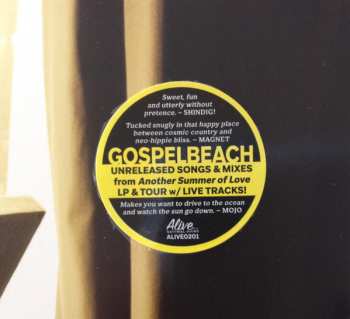 Sweet, fun
and utterly without
pretence. – SHINDIG!
Tucked snugly in that happy place
between cosmic country and
neo-hippie bliss. – MAGNET
GOSPELBEACH
UNRELEASED SONGS & MIXES
from Another Summer of Love
LP & TOUR w/ LIVE TRACKS!
Makes you want to drive to the ocean
and watch the sun go down. – MOJO
Alive
NATURAL SOUND
ALIVE0201